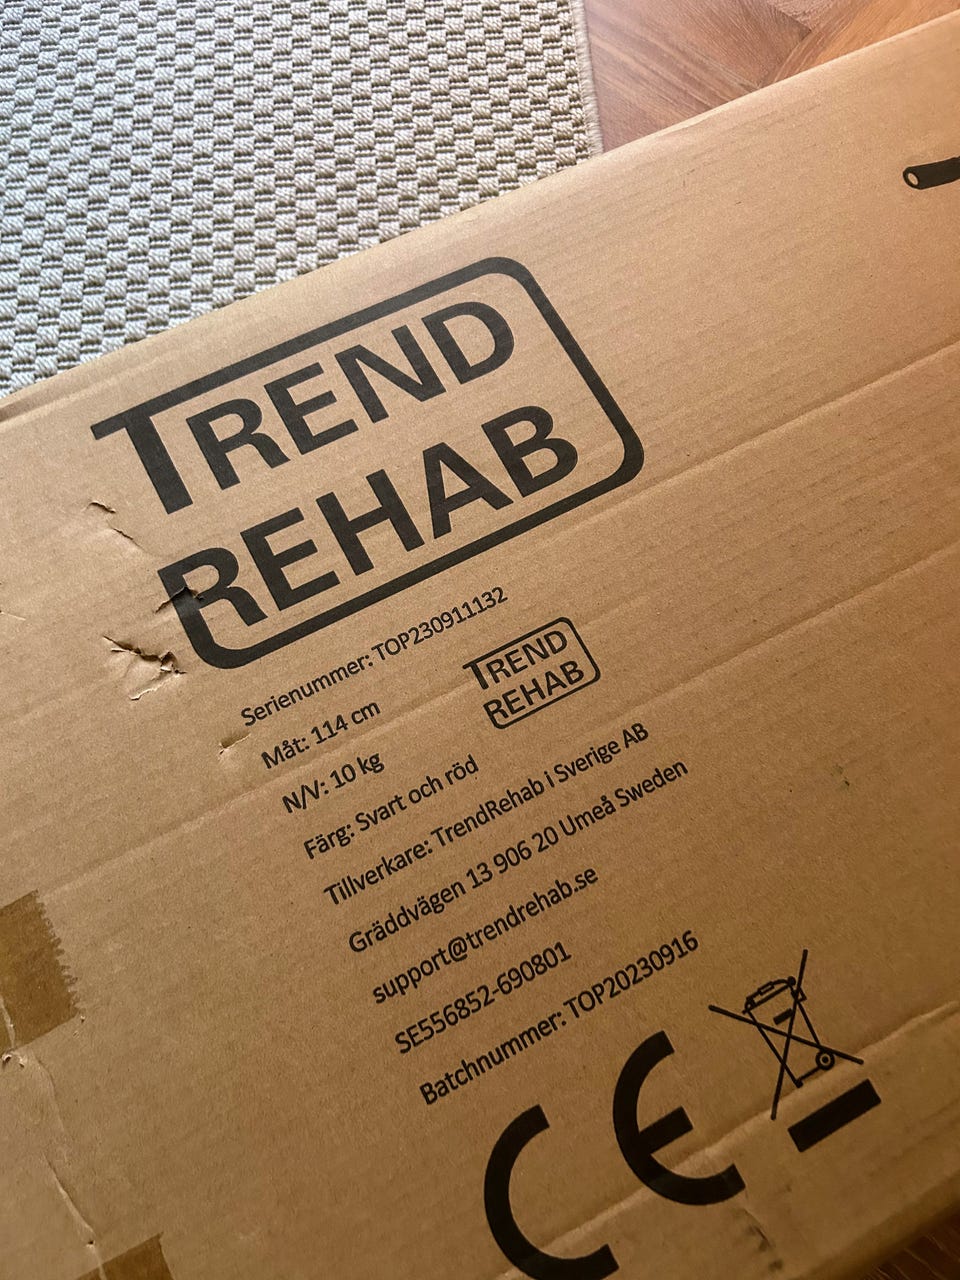 TREND
REHAB
Serienummer: TOP230911132
Måt: 114 cm
TREND
REHAB
N/V: 10 kg
Färg: Svart och röd
Tillverkare: TrendRehab i Sverige AB
Gräddvägen 13 906 20 Umeå Sweden
support@trendrehab.se
SE556852-690801
Batchnummer: TOP20230916
CE